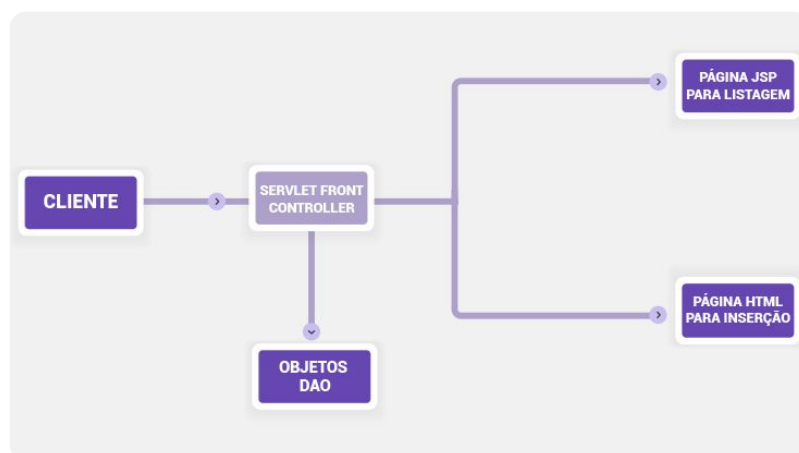 PÁGINA JSP
PARA LISTAGEM
CLIENTE
SERVLET FRONT
CONTROLLER
PÁGINA HTML
PARA INSERÇÃO
OBJETOS
DAO